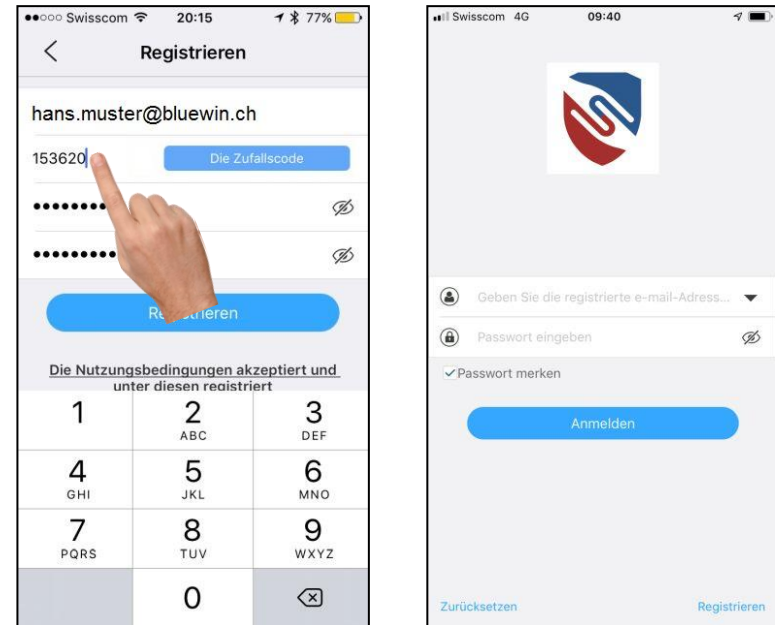 Swisscom 20:15 77%
Registrieren
hans.muster@bluewin.ch
153620 Die Zufallscode
Registrieren
Die Nutzungsbedingungen akzeptiert und
unter diesen registriert
1 2 3
ABC DEF
4 5 6
GHI JKL MNO
7 8 9
PQRS TUV WXYZ
0
Swisscom 4G 09:40
Geben Sie die registrierte e-mail-Adress...
Passwort eingeben
Passwort merken
Anmelden
Zurücksetzen Registrieren